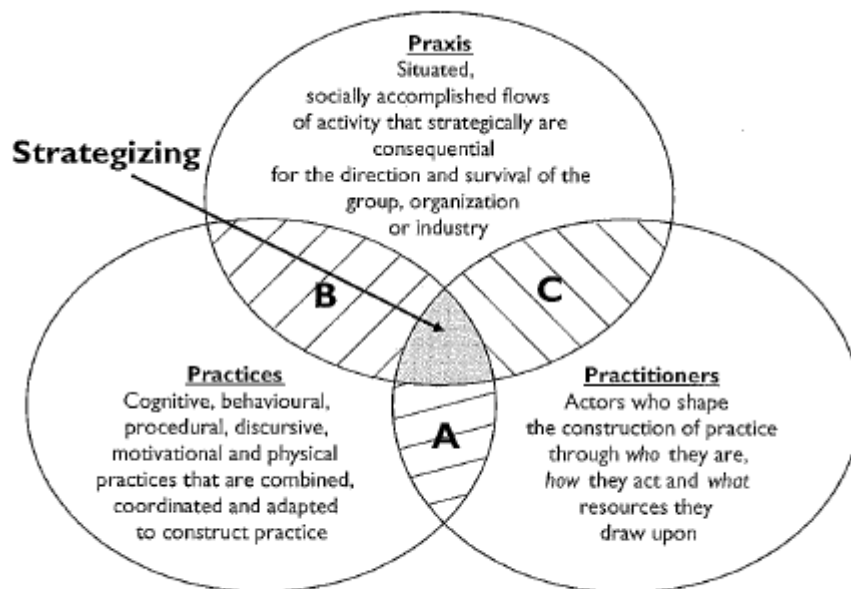 Praxis
Situated,
socially accomplished flows
of activity that strategically are
consequential
for the direction and survival of the
group, organization
or industry
Strategizing
B
C
Practices
Cognitive, behavioural,
procedural, discursive,
motivational and physical
practices that are combined,
coordinated and adapted
to construct practice
A
Practitioners
Actors who shape
the construction of practice
through who they are,
how they act and what
resources they
draw upon